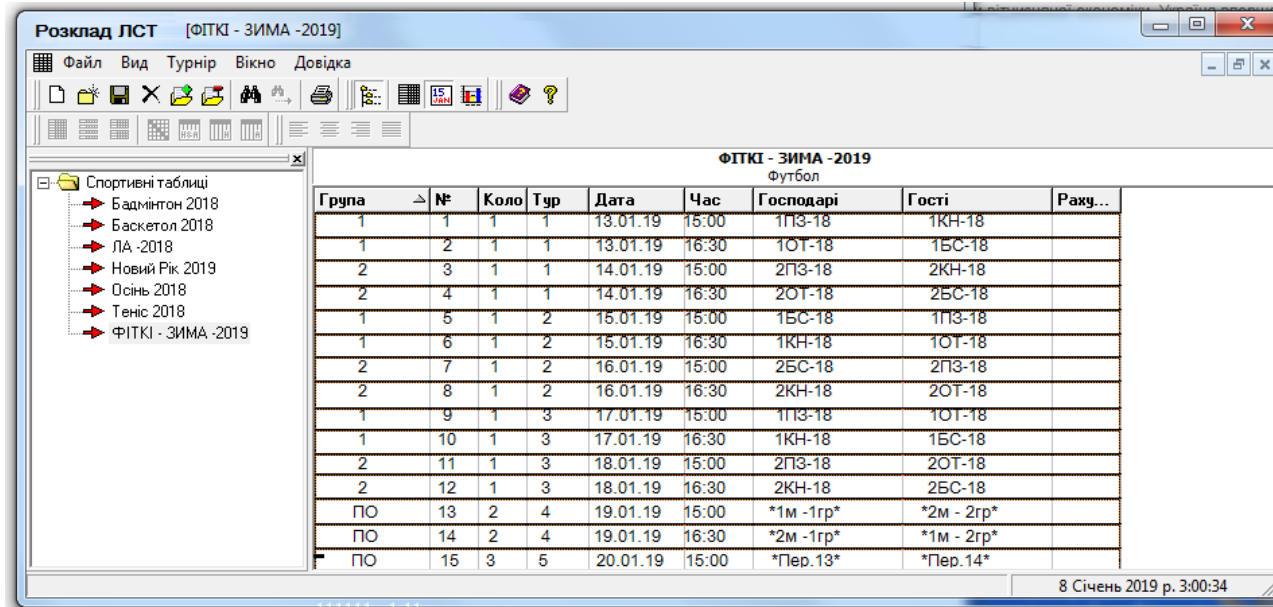 Розклад ЛСТ [ФІТКІ - ЗИМА -2019]
Файл Вид Турнір Вікно Довідка
ФІТКІ - ЗИМА -2019
Футбол
Спортивні таблиці
Бадмінтон 2018
Баскетол 2018
ЛА -2018
Новий Рік 2019
Осінь 2018
Теніс 2018
ФІТКІ - ЗИМА -2019
Група № Коло Тур Дата Час Господарі Гості Раху...
1 1 1 1 13.01.19 15:00 1ПЗ-18 1КН-18
1 2 1 1 13.01.19 16:30 1ОТ-18 1БС-18
2 3 1 1 14.01.19 15:00 2ПЗ-18 2КН-18
2 4 1 1 14.01.19 16:30 2ОТ-18 2БС-18
1 5 1 2 15.01.19 15:00 1БС-18 1ПЗ-18
1 6 1 2 15.01.19 16:30 1КН-18 1ОТ-18
2 7 1 2 16.01.19 15:00 2БС-18 2ПЗ-18
2 8 1 2 16.01.19 16:30 2КН-18 2ОТ-18
1 9 1 3 17.01.19 15:00 1ПЗ-18 1ОТ-18
1 10 1 3 17.01.19 16:30 1КН-18 1БС-18
2 11 1 3 18.01.19 15:00 2ПЗ-18 2ОТ-18
2 12 1 3 18.01.19 16:30 2КН-18 2БС-18
ПО 13 2 4 19.01.19 15:00 *1м -1гр* *2м - 2гр*
ПО 14 2 4 19.01.19 16:30 *2м -1гр* *1м - 2гр*
ПО 15 3 5 20.01.19 15:00 *Пер.13* *Пер.14*
8 Січень 2019 р. 3:00:34